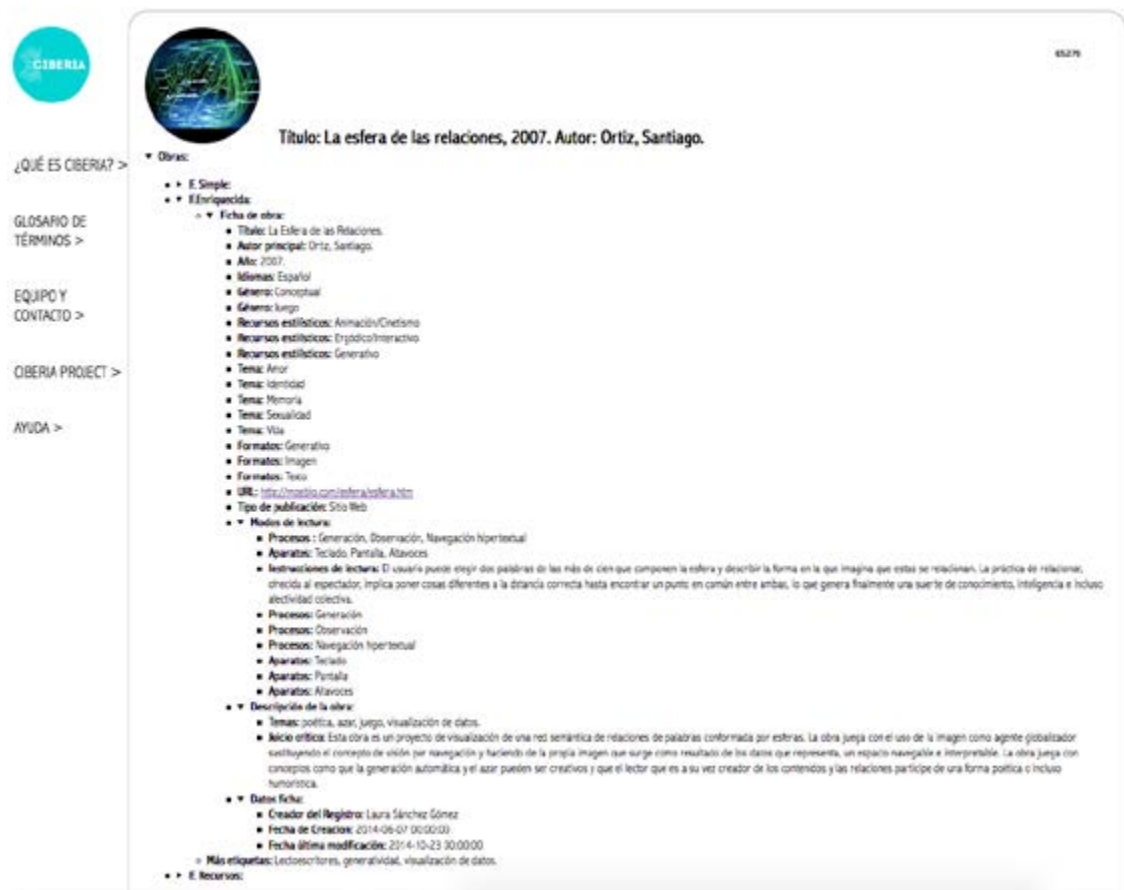 CIBERIA
65279
Título: La esfera de las relaciones, 2007. Autor: Ortiz, Santiago.
¿QUÉ ES CIBERIA? >
GLOSARIO DE
TÉRMINOS >
EQUIPO Y
CONTACTO >
CIBERIA PROJECT >
AYUDA >
▼ Obras:
• ► F. Simple:
• ▼ F.Enriquecida:
○ ▼ Ficha de obra:
▪ Título: La Esfera de las Relaciones.
▪ Autor principal: Ortiz, Santiago.
▪ Año: 2007.
▪ Idiomas: Español
▪ Género: Conceptual
▪ Género: Juego
▪ Recursos estilísticos: Animación/Cinetismo
▪ Recursos estilísticos: Ergódico/Interactivo
▪ Recursos estilísticos: Generativo
▪ Tema: Amor
▪ Tema: Identidad
▪ Tema: Memoria
▪ Tema: Sexualidad
▪ Tema: Vida
▪ Formatos: Generativo
▪ Formatos: Imagen
▪ Formatos: Texto
▪ URL: http://moebio.com/esfera/esfera.htm
▪ Tipo de publicación: Sitio Web
▪ ▼ Modos de lectura:
▪ Procesos : Generación, Observación, Navegación hipertextual
▪ Aparatos: Teclado, Pantalla, Altavoces
▪ Instrucciones de lectura: El usuario puede elegir dos palabras de las más de cien que componen la esfera y describir la forma en la que imagina que estas se relacionan. La práctica de relacionar,
ofrecida al espectador, implica poner cosas diferentes a la distancia correcta hasta encontrar un punto en común entre ambas, lo que genera finalmente una suerte de conocimiento, inteligencia e incluso
afectividad colectiva.
▪ Procesos: Generación
▪ Procesos: Observación
▪ Procesos: Navegación hipertextual
▪ Aparatos: Teclado
▪ Aparatos: Pantalla
▪ Aparatos: Altavoces
▪ ▼ Descripción de la obra:
▪ Temas: poética, azar, juego, visualización de datos.
▪ Juicio crítico: Esta obra es un proyecto de visualización de una red semántica de relaciones de palabras conformada por esferas. La obra juega con el uso de la imagen como agente globalizador
sustituyendo el concepto de visión por navegación y haciendo de la propia imagen que surge como resultado de los datos que representa, un espacio navegable e interpretable. La obra juega con
conceptos como que la generación automática y el azar pueden ser creativos y que el lector que es a su vez creador de los contenidos y las relaciones participe de una forma poética o incluso
humorística.
▪ ▼ Datos ficha:
▪ Creador del Registro: Laura Sánchez Gómez
▪ Fecha de Creacion: 2014-06-07 00:00:00
▪ Fecha última modificación: 2014-10-23 00:00:00
○ Más etiquetas: Lectoescritores, generatividad, visualización de datos.
• ► F. Recursos: